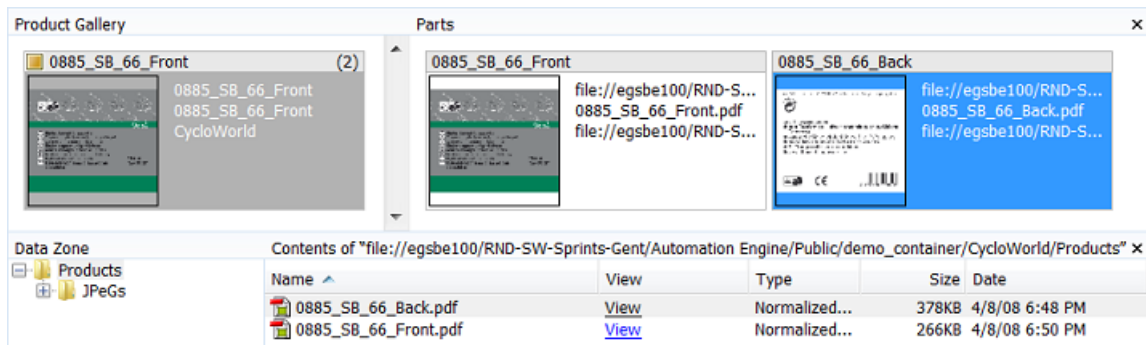 Product Gallery
Parts
0885_SB_66_Front (2)
0885_SB_66_Front
0885_SB_66_Front
CycloWorld
0885_SB_66_Front
file://egsbe100/RND-S...
0885_SB_66_Front.pdf
file://egsbe100/RND-S...
0885_SB_66_Back
file://egsbe100/RND-S...
0885_SB_66_Back.pdf
file://egsbe100/RND-S...
Data Zone
Products
JPeGs
Contents of "file://egsbe100/RND-SW-Sprints-Gent/Automation Engine/Public/demo_container/CycloWorld/Products"
Name View Type Size Date
0885_SB_66_Back.pdf View Normalized... 378KB 4/8/08 6:48 PM
0885_SB_66_Front.pdf View Normalized... 266KB 4/8/08 6:50 PM